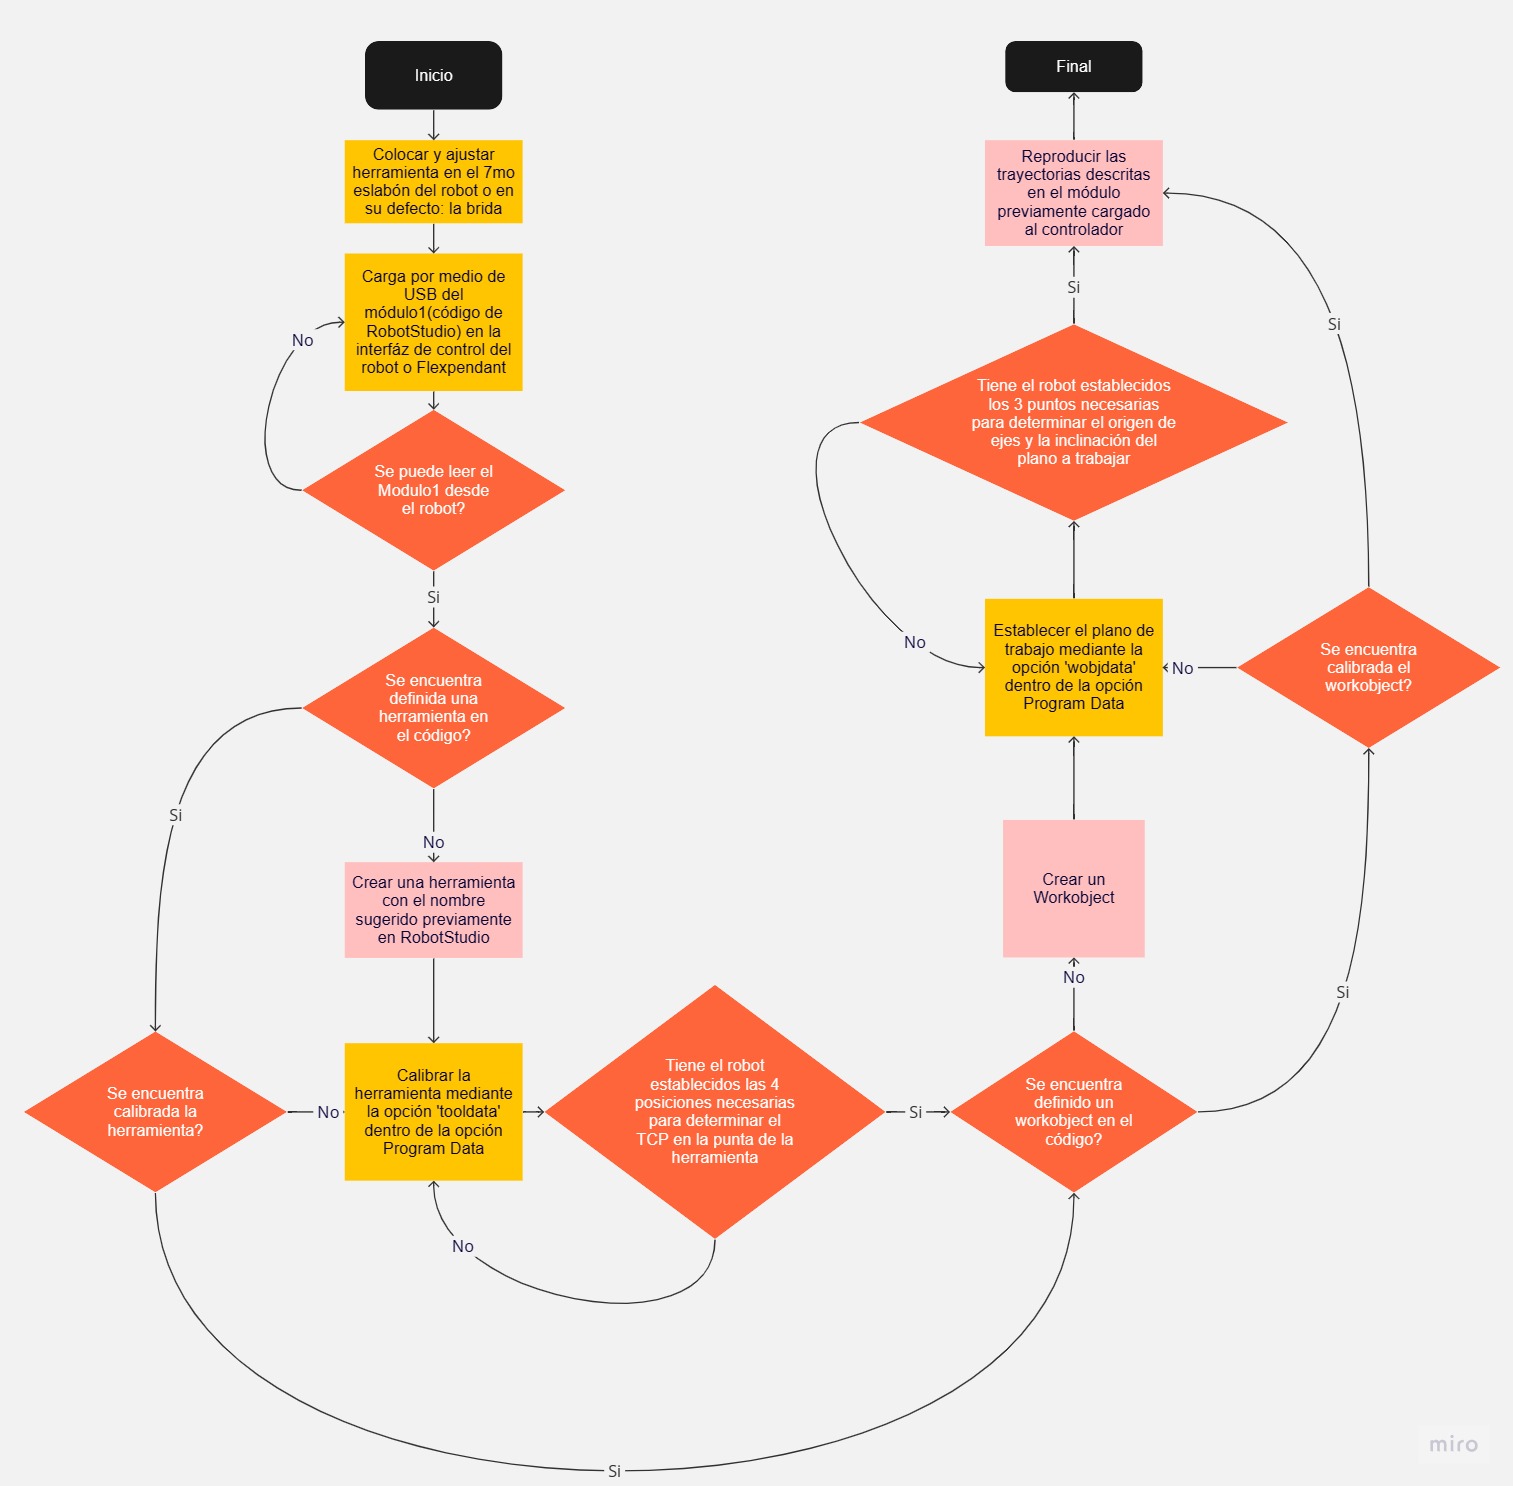 Inicio
Colocar y ajustar
herramienta en el 7mo
eslabón del robot o en
su defecto: la brida
Carga por medio de
USB del
módulo1(código de
RobotStudio) en la
interfáz de control del
robot o Flexpendant
No
Se puede leer el
Modulo1 desde
el robot?
Si
Se encuentra
definida una
herramienta en
el código?
Si
No
Crear una herramienta
con el nombre
sugerido previamente
en RobotStudio
Se encuentra
calibrada la
herramienta?
No
Calibrar la
herramienta mediante
la opción 'tooldata'
dentro de la opción
Program Data
Tiene el robot
establecidos las 4
posiciones necesarias
para determinar el
TCP en la punta de la
herramienta
No
Si
Si
Se encuentra
definido un
workobject en el
código?
No
Si
Crear un
Workobject
Establecer el plano de
trabajo mediante la
opción 'wobjdata'
dentro de la opción
Program Data
No
Se encuentra
calibrada el
workobject?
Si
Tiene el robot establecidos
los 3 puntos necesarias
para determinar el origen de
ejes y la inclinación del
plano a trabajar
No
Si
Reproducir las
trayectorias descritas
en el módulo
previamente cargado
al controlador
Final
miro